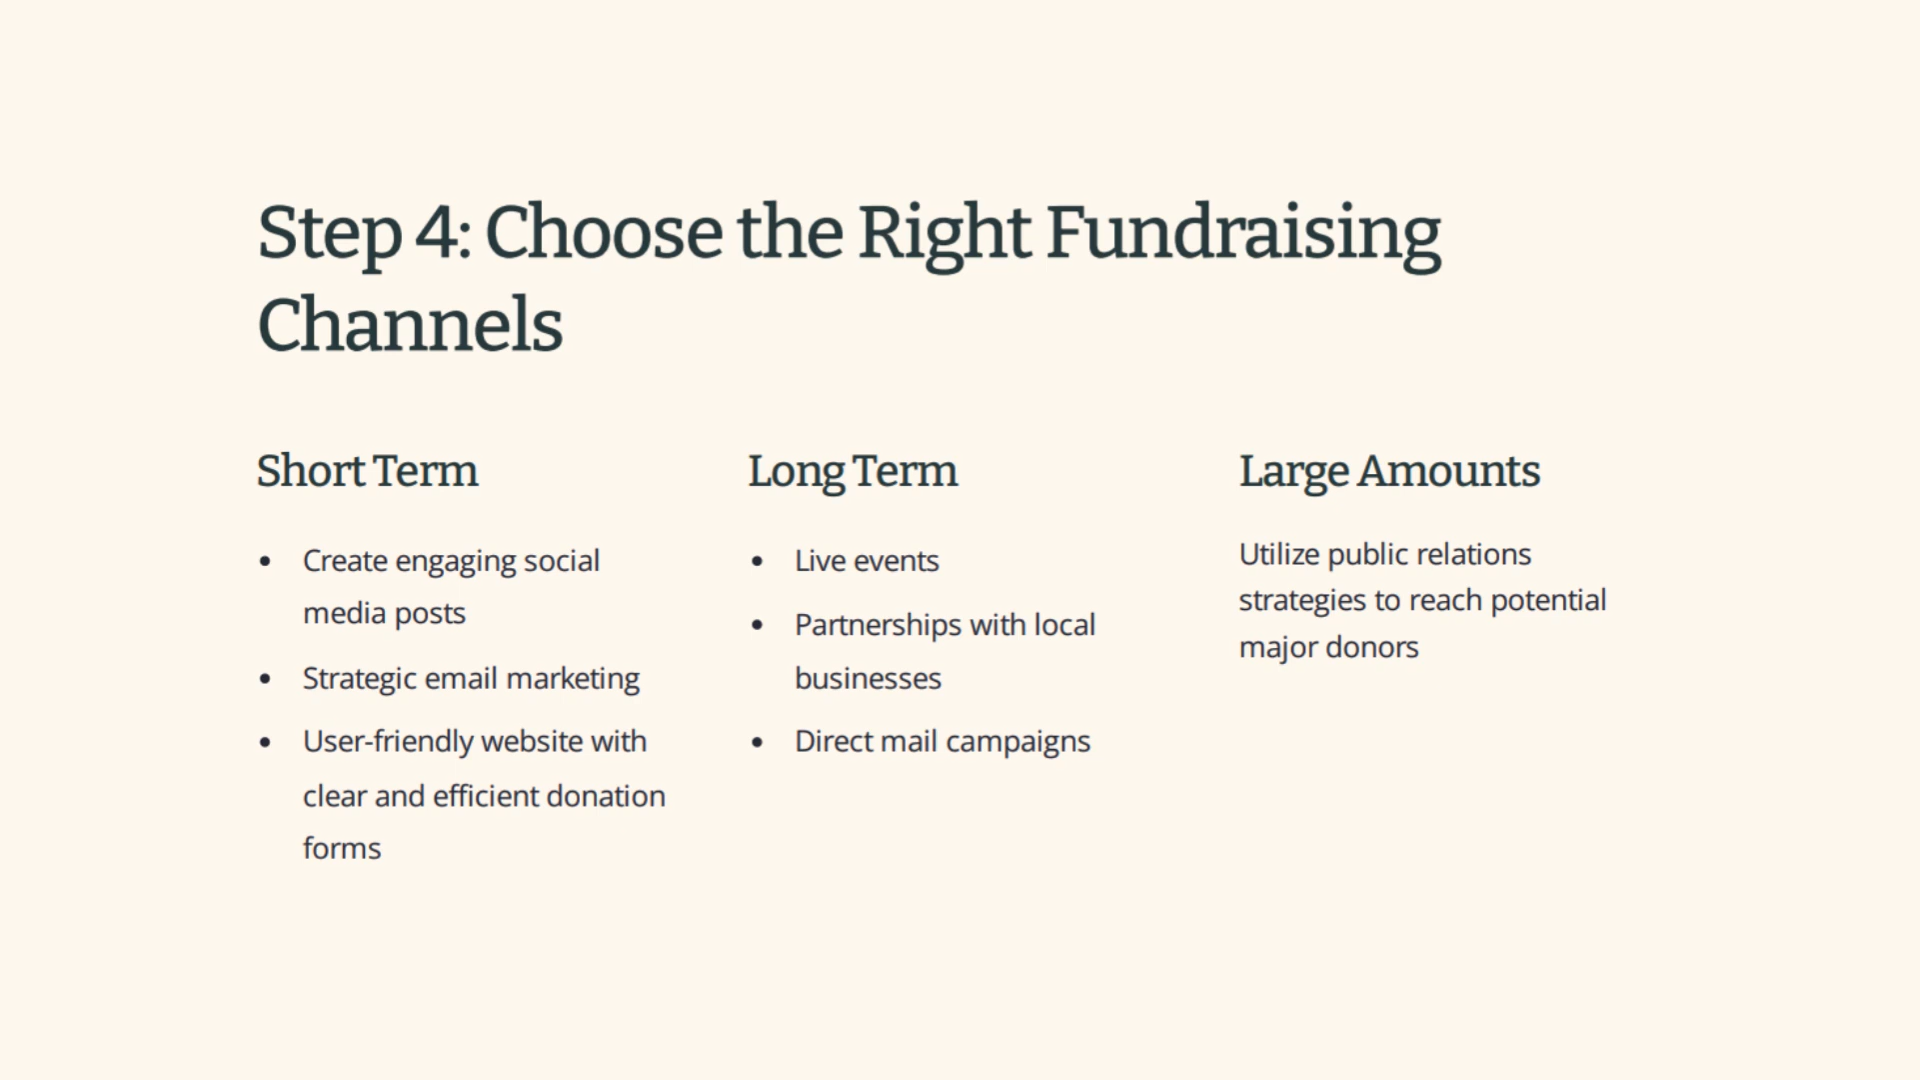 Step 4: Choose the Right Fundraising
Channels
Short Term
• Create engaging social
media posts
• Strategic email marketing
• User-friendly website with
clear and efficient donation
forms
Long Term
• Live events
• Partnerships with local
businesses
• Direct mail campaigns
Large Amounts
Utilize public relations
strategies to reach potential
major donors